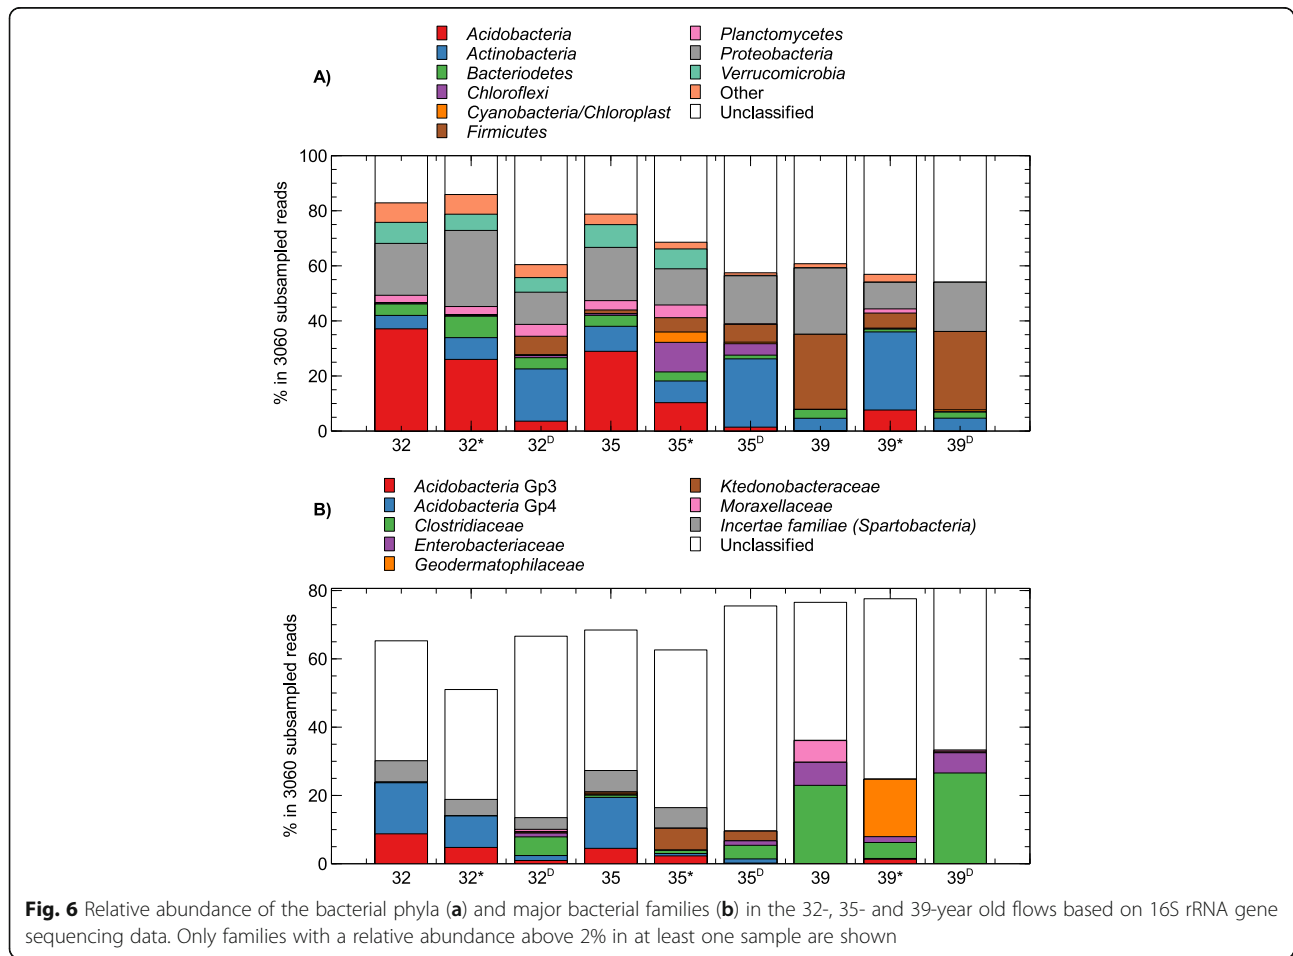 A)
Acidobacteria
Actinobacteria
Bacteriodetes
Chloroflexi
Cyanobacteria/Chloroplast
Firmicutes
Planctomycetes
Proteobacteria
Verrucomicrobia
Other
Unclassified
% in 3060 subsampled reads
100
80
60
40
20
0
32 32* 32D 35 35* 35D 39 39* 39D
B)
Acidobacteria Gp3
Acidobacteria Gp4
Clostridiaceae
Enterobacteriaceae
Geodermatophilaceae
Ktedonobacteraceae
Moraxellaceae
Incertae familiae (Spartobacteria)
Unclassified
% in 3060 subsampled reads
80
60
40
20
0
32 32* 32D 35 35* 35D 39 39* 39D
Fig. 6 Relative abundance of the bacterial phyla (a) and major bacterial families (b) in the 32-, 35- and 39-year old flows based on 16S rRNA gene
sequencing data. Only families with a relative abundance above 2% in at least one sample are shown